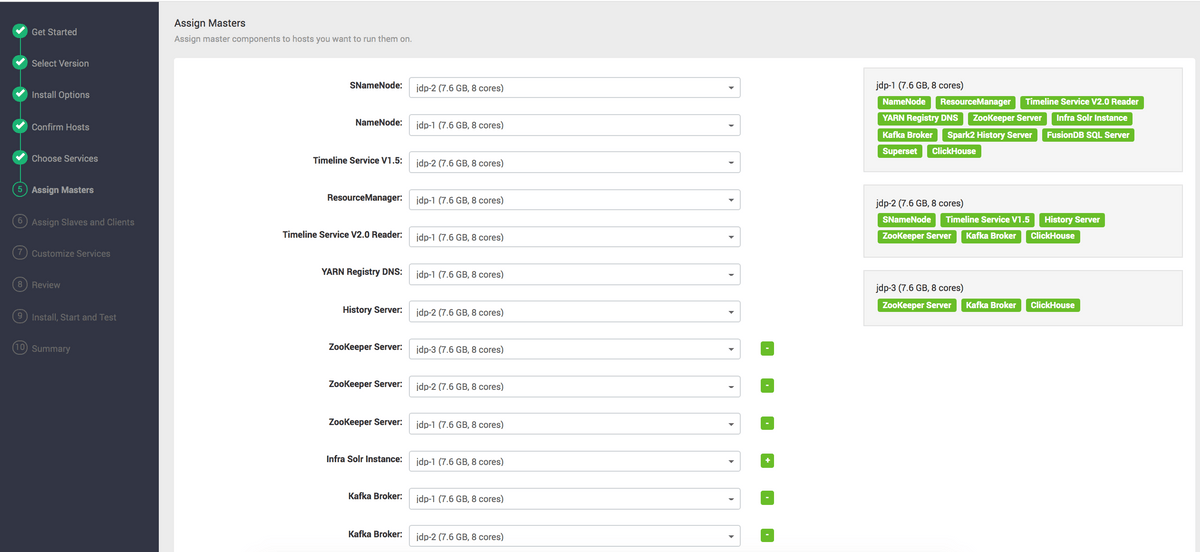 Get Started
Select Version
Install Options
Confirm Hosts
Choose Services
5 Assign Masters
6 Assign Slaves and Clients
7 Customize Services
8 Review
9 Install, Start and Test
10 Summary
Assign Masters
Assign master components to hosts you want to run them on.
SNameNode: jdp-2 (7.6 GB, 8 cores)
NameNode: jdp-1 (7.6 GB, 8 cores)
Timeline Service V1.5: jdp-2 (7.6 GB, 8 cores)
ResourceManager: jdp-1 (7.6 GB, 8 cores)
Timeline Service V2.0 Reader: jdp-1 (7.6 GB, 8 cores)
YARN Registry DNS: jdp-1 (7.6 GB, 8 cores)
History Server: jdp-2 (7.6 GB, 8 cores)
ZooKeeper Server: jdp-3 (7.6 GB, 8 cores) -
ZooKeeper Server: jdp-2 (7.6 GB, 8 cores) -
ZooKeeper Server: jdp-1 (7.6 GB, 8 cores) -
Infra Solr Instance: jdp-1 (7.6 GB, 8 cores) +
Kafka Broker: jdp-1 (7.6 GB, 8 cores) -
Kafka Broker: jdp-2 (7.6 GB, 8 cores) -
jdp-1 (7.6 GB, 8 cores)
NameNode ResourceManager Timeline Service V2.0 Reader
YARN Registry DNS ZooKeeper Server Infra Solr Instance
Kafka Broker Spark2 History Server FusionDB SQL Server
Superset ClickHouse
jdp-2 (7.6 GB, 8 cores)
SNameNode Timeline Service V1.5 History Server
ZooKeeper Server Kafka Broker ClickHouse
jdp-3 (7.6 GB, 8 cores)
ZooKeeper Server Kafka Broker ClickHouse